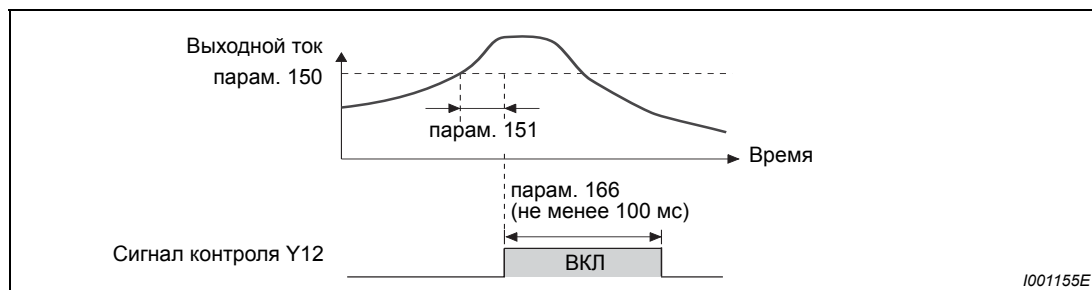 Выходной ток
парам. 150
парам. 151
Время
парам. 166
(не менее 100 мс)
Сигнал контроля Y12
ВКЛ
I001155E